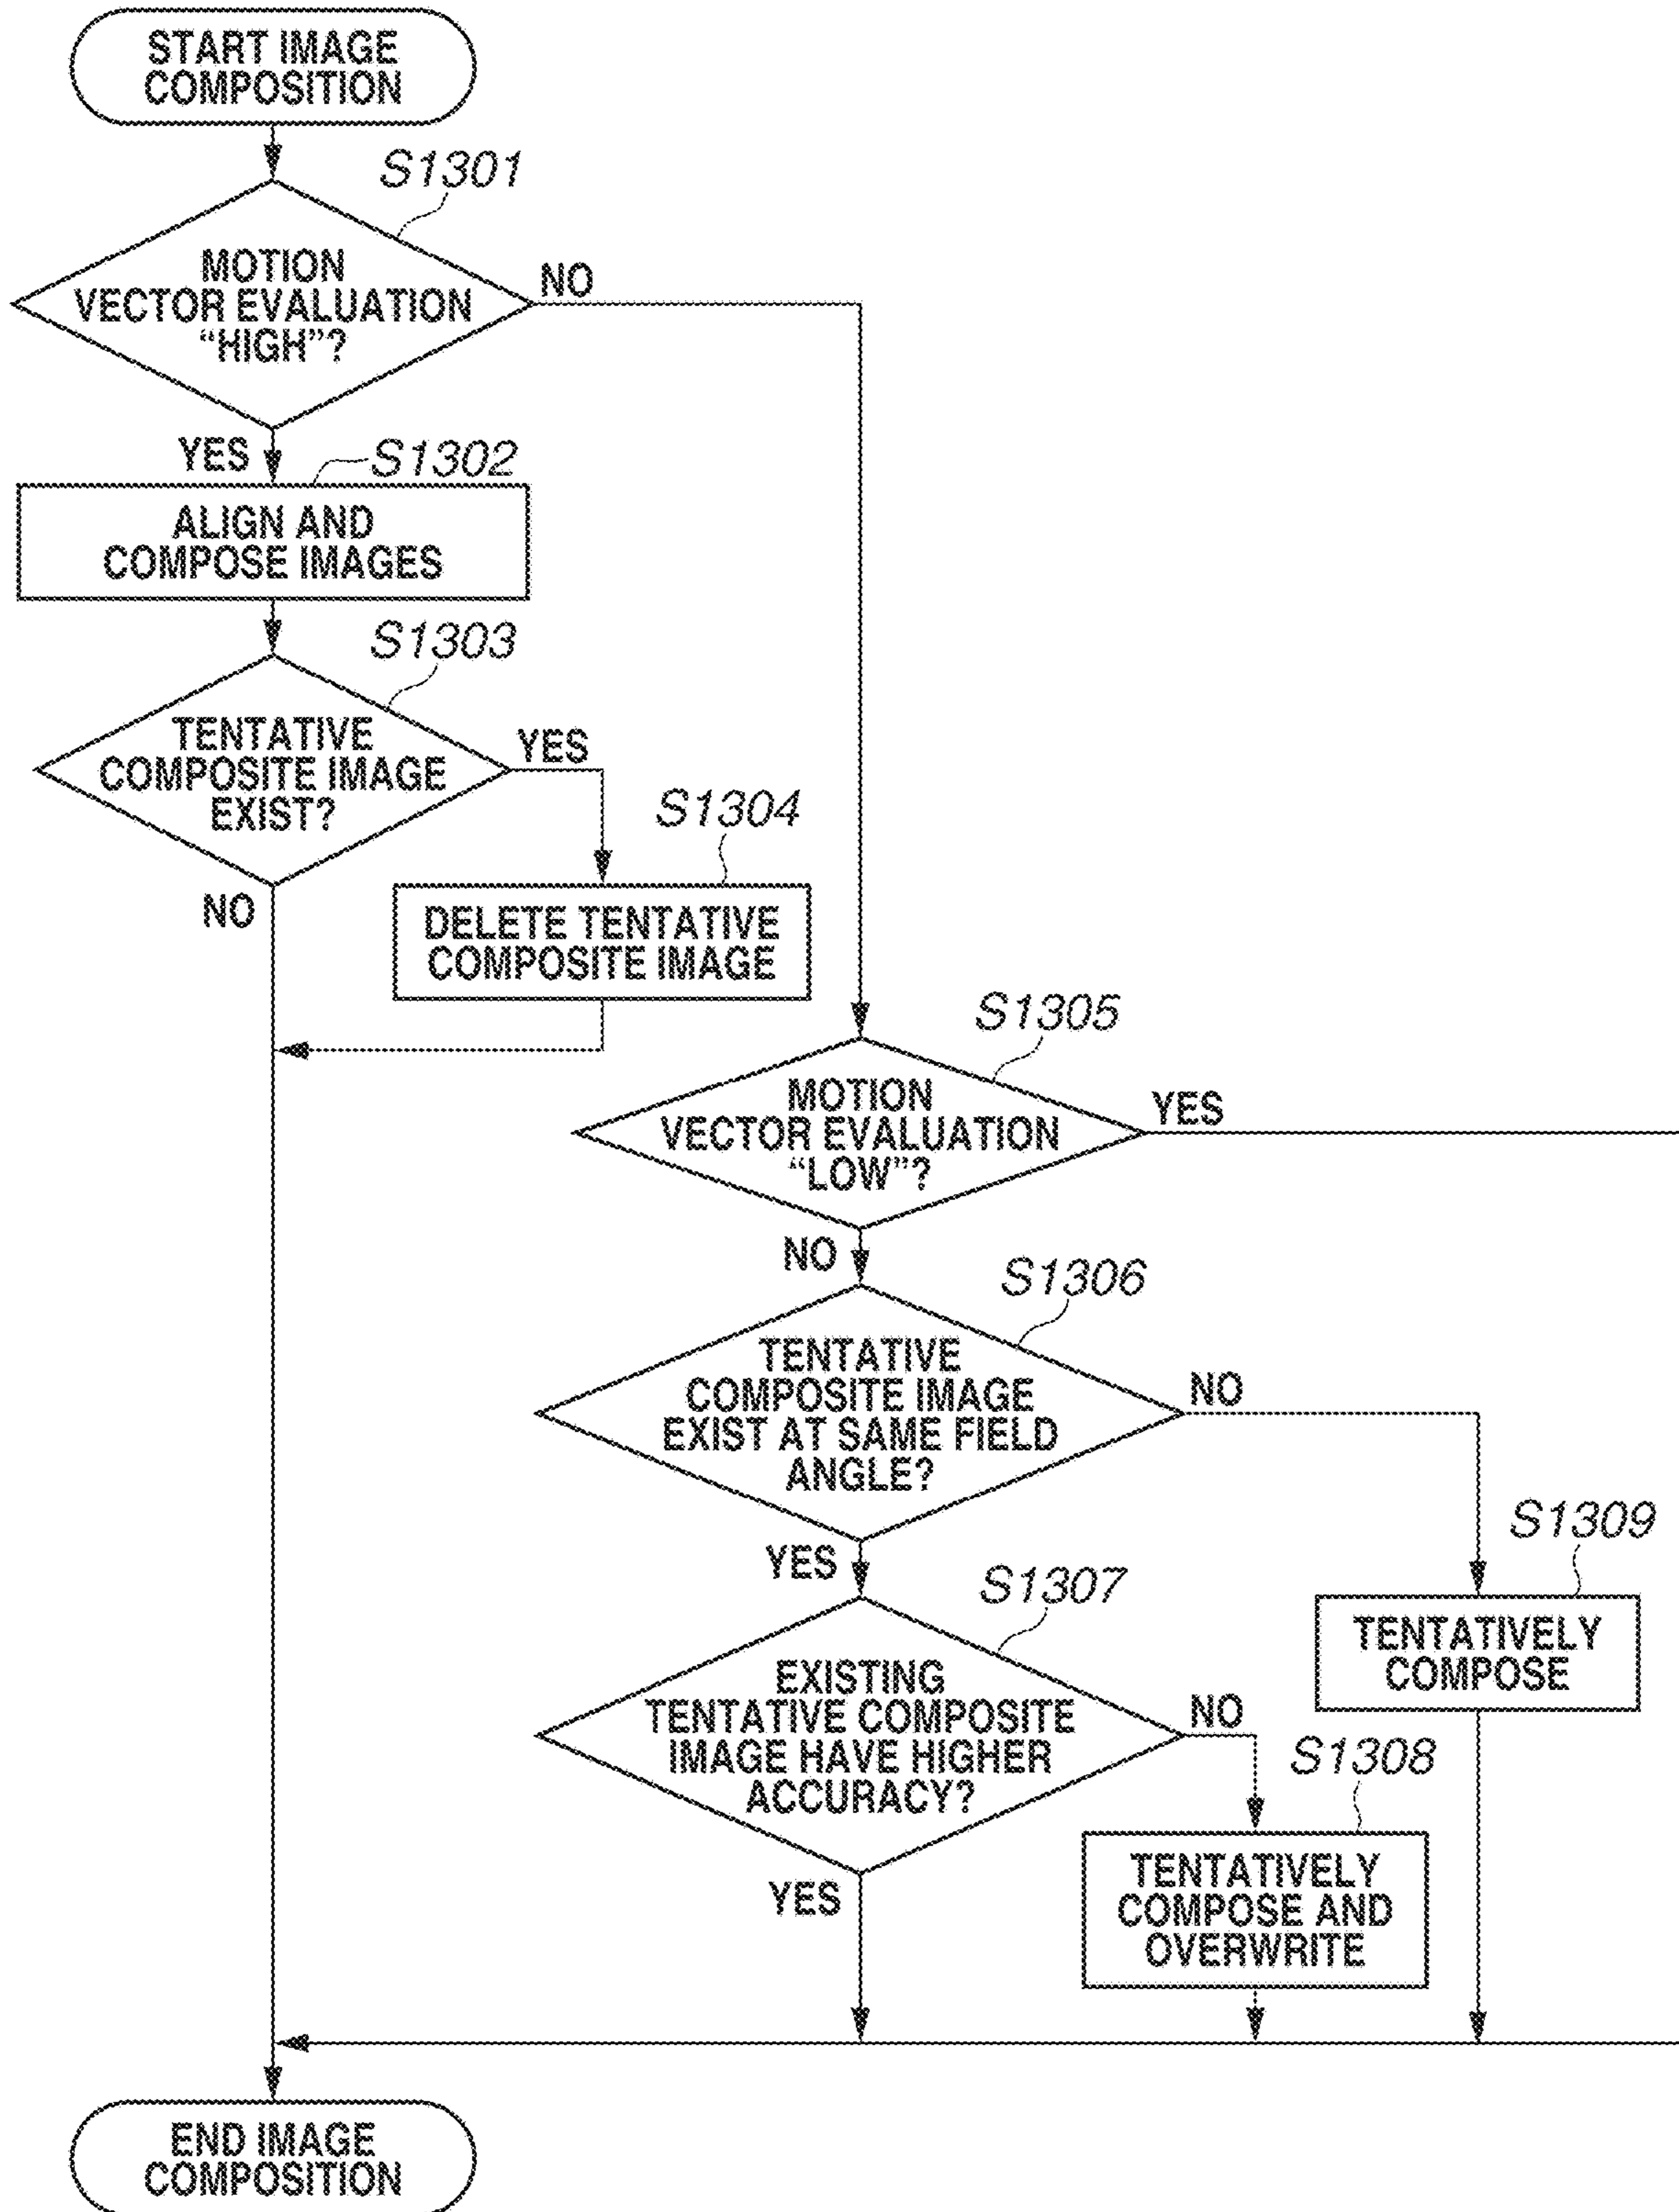 START IMAGE
COMPOSITION
S1301
MOTION
VECTOR EVALUATION
“HIGH”?
NO
YES
S1302
ALIGN AND
COMPOSE IMAGES
S1303
TENTATIVE
COMPOSITE IMAGE
EXIST?
YES
NO
S1304
DELETE TENTATIVE
COMPOSITE IMAGE
S1305
MOTION
VECTOR EVALUATION
“LOW”?
YES
NO
S1306
TENTATIVE
COMPOSITE IMAGE
EXIST AT SAME FIELD
ANGLE?
NO
YES
S1309
TENTATIVELY
COMPOSE
S1307
EXISTING
TENTATIVE COMPOSITE
IMAGE HAVE HIGHER
ACCURACY?
NO
YES
S1308
TENTATIVELY
COMPOSE AND
OVERWRITE
END IMAGE
COMPOSITION